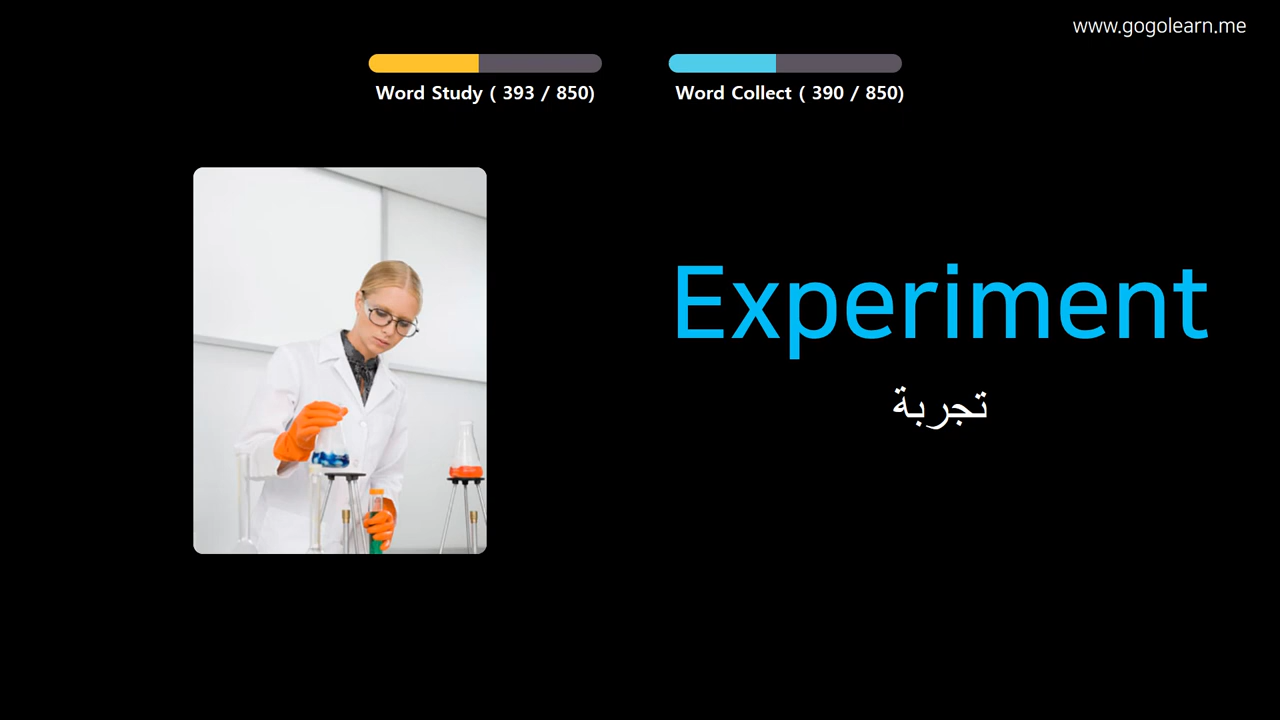 www.gogolearn.me
Word Study ( 393 / 850)
Word Collect ( 390 / 850)
Experiment
تجربة